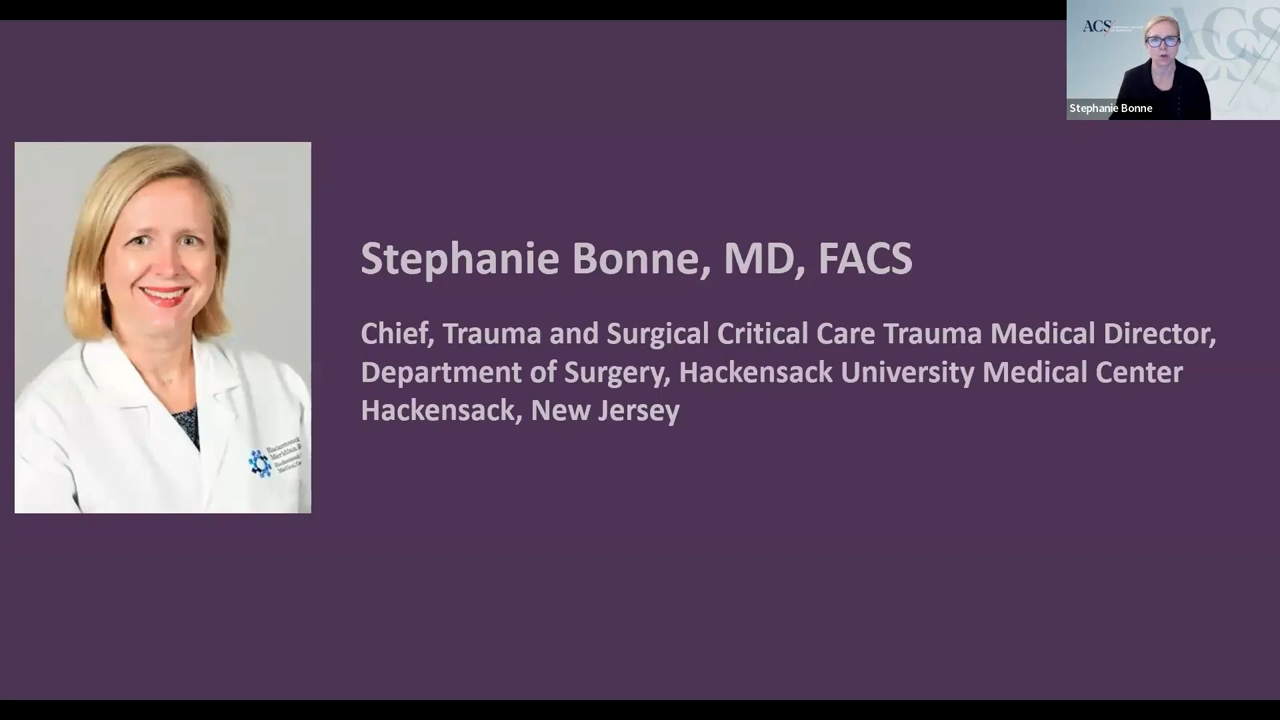 ACS
Stephanie Bonne
Stephanie Bonne, MD, FACS
Chief, Trauma and Surgical Critical Care Trauma Medical Director,
Department of Surgery, Hackensack University Medical Center
Hackensack, New Jersey
Hackensack